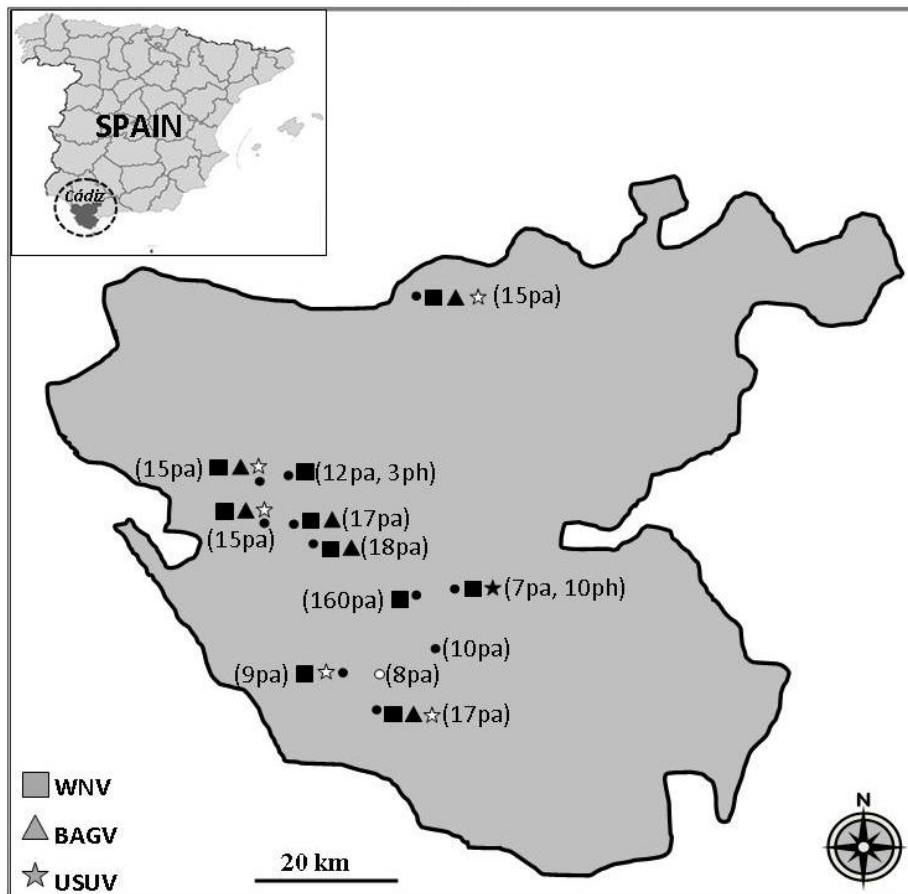 SPAIN
Cádiz
(15pa)
(15pa)
(12pa, 3ph)
(15pa)
(17pa)
(18pa)
(160pa)
(7pa, 10ph)
(10pa)
(9pa)
(8pa)
(17pa)
WNV
BAGV
USUV
20 km
N